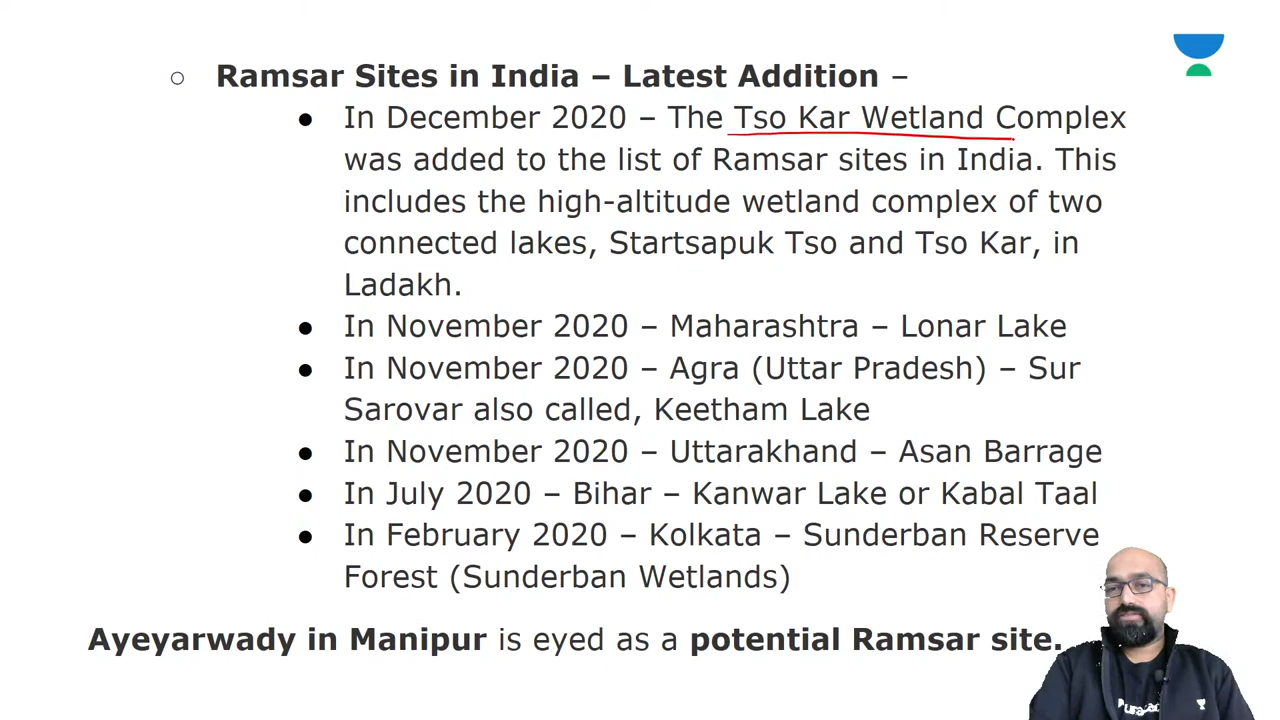 ○ Ramsar Sites in India – Latest Addition –
● In December 2020 – The Tso Kar Wetland Complex
was added to the list of Ramsar sites in India. This
includes the high-altitude wetland complex of two
connected lakes, Startsapuk Tso and Tso Kar, in
Ladakh.
● In November 2020 – Maharashtra – Lonar Lake
● In November 2020 – Agra (Uttar Pradesh) – Sur
Sarovar also called, Keetham Lake
● In November 2020 – Uttarakhand – Asan Barrage
● In July 2020 – Bihar – Kanwar Lake or Kabal Taal
● In February 2020 – Kolkata – Sunderban Reserve
Forest (Sunderban Wetlands)
Ayeyarwady in Manipur is eyed as a potential Ramsar site.